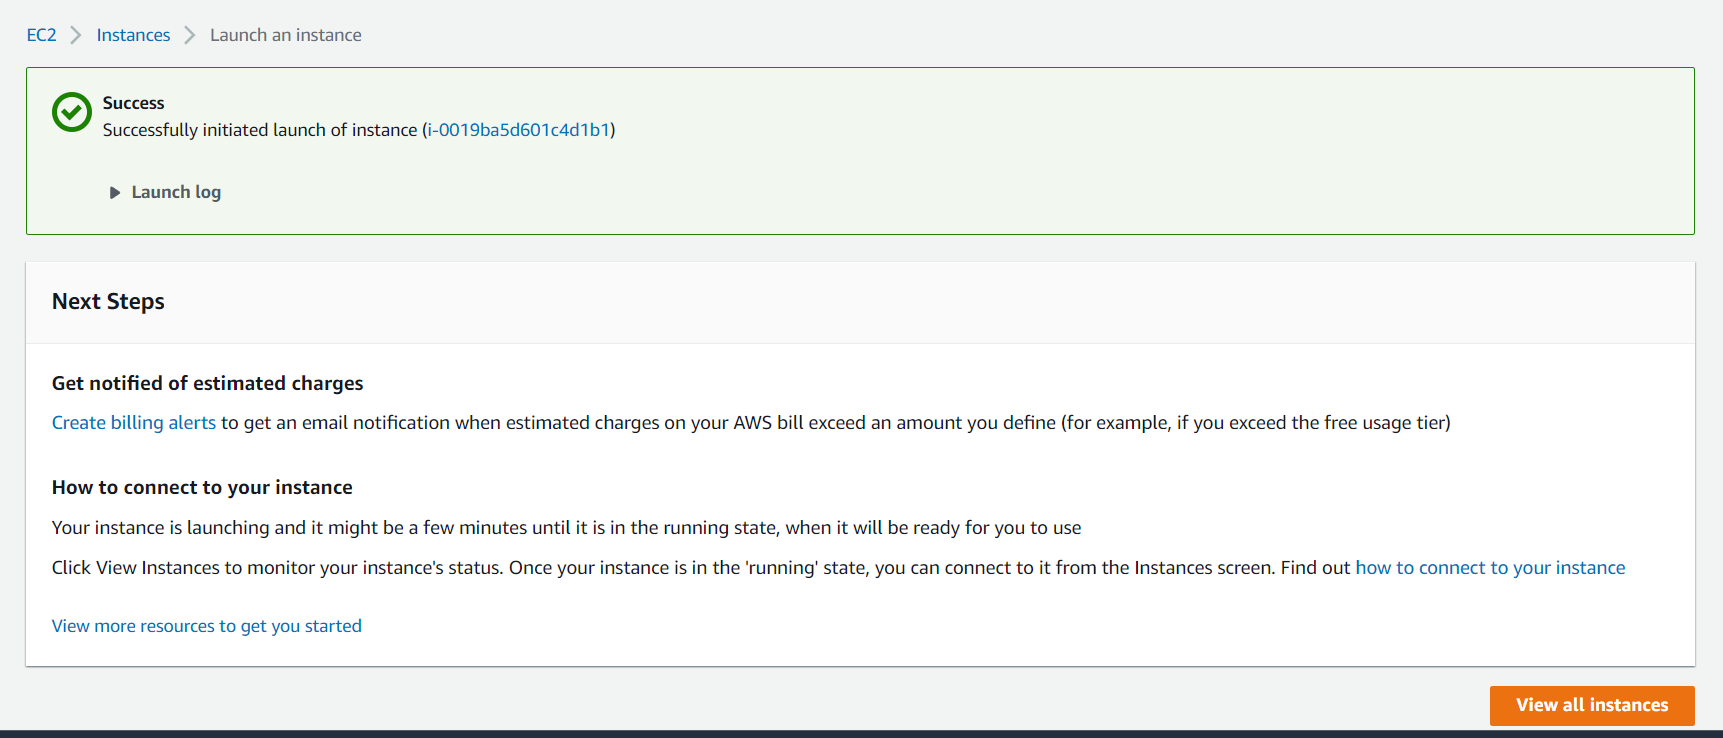 EC2 Instances Launch an instance
Success
Successfully initiated launch of instance (i-0019ba5d601c4d1b1)
Launch log
Next Steps
Get notified of estimated charges
Create billing alerts to get an email notification when estimated charges on your AWS bill exceed an amount you define (for example, if you exceed the free usage tier)
How to connect to your instance
Your instance is launching and it might be a few minutes until it is in the running state, when it will be ready for you to use
Click View Instances to monitor your instance's status. Once your instance is in the 'running' state, you can connect to it from the Instances screen. Find out how to connect to your instance
View more resources to get you started
View all instances